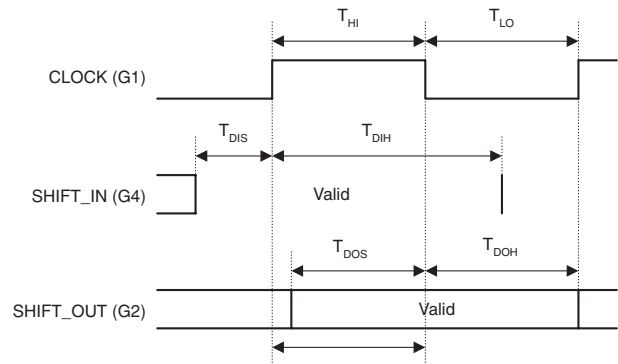 T_HI T_LO
CLOCK (G1)
T_DIS T_DIH
SHIFT_IN (G4) Valid
T_DOS T_DOH
SHIFT_OUT (G2) Valid